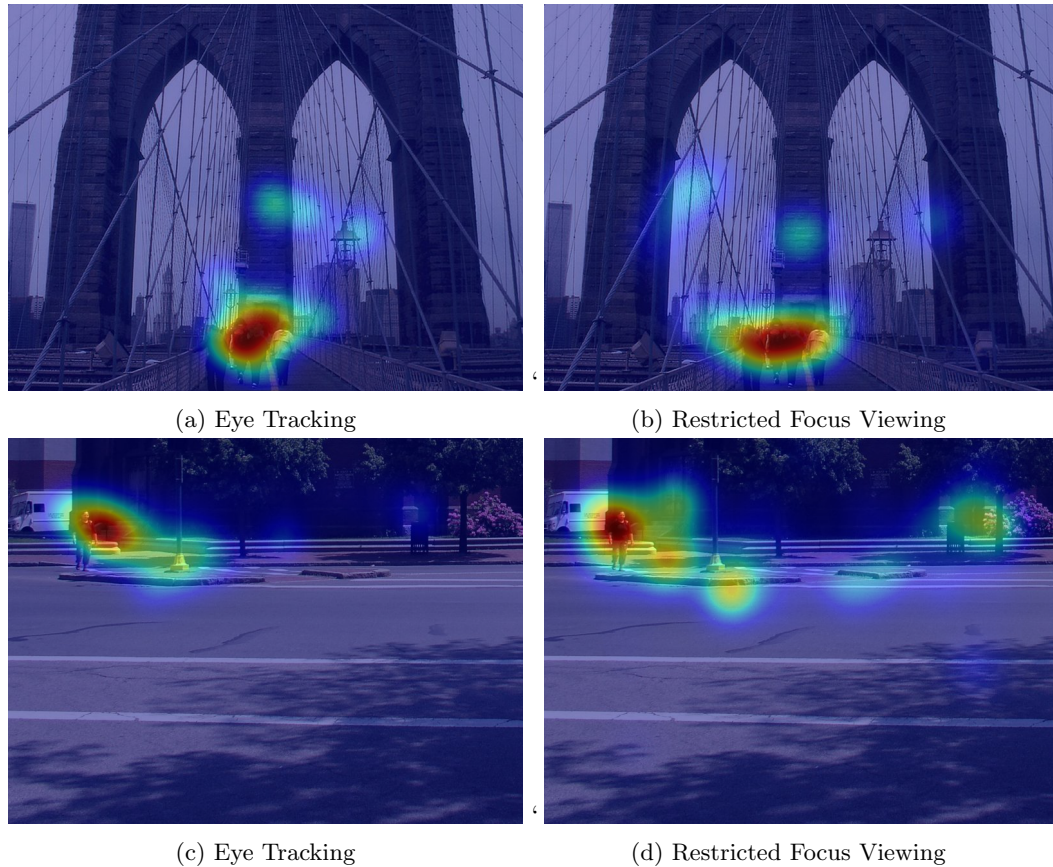 ‘
(a) Eye Tracking
(b) Restricted Focus Viewing
‘
(c) Eye Tracking
(d) Restricted Focus Viewing